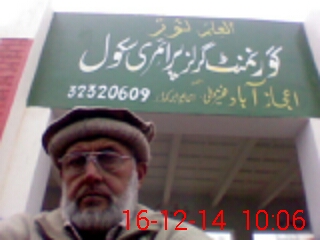 العلم نور
گورنمنٹ گرلز پرائمری سکول
اعجاز آباد 32320609
16-12-14 10:06